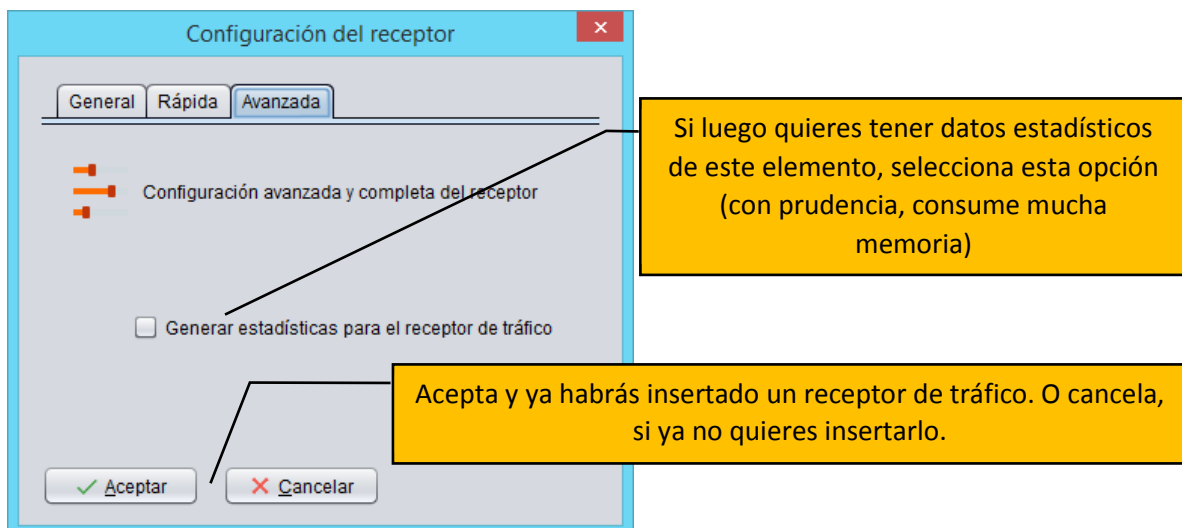 Configuración del receptor
General Rápida Avanzada
Configuración avanzada y completa del receptor
Si luego quieres tener datos estadísticos
de este elemento, selecciona esta opción
(con prudencia, consume mucha
memoria)
Generar estadísticas para el receptor de tráfico
Acepta y ya habrás insertado un receptor de tráfico. O cancela,
si ya no quieres insertarlo.
Aceptar Cancelar